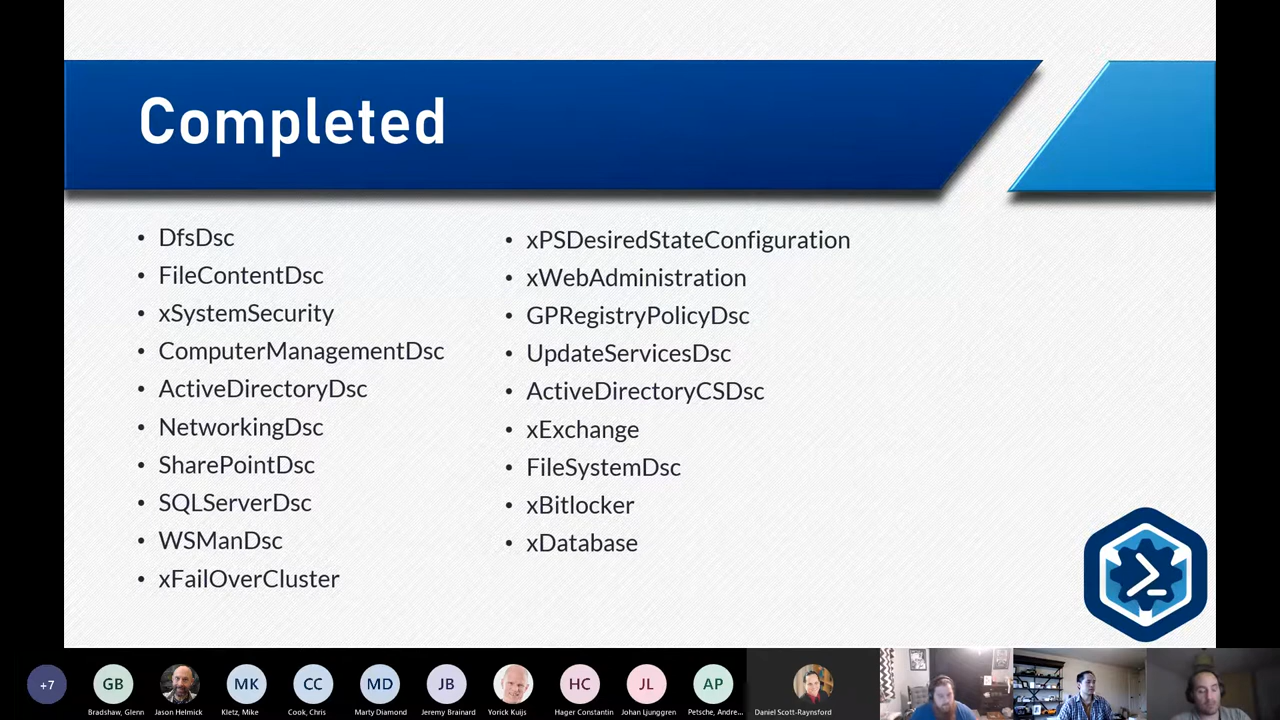 Completed
DfsDsc
FileContentDsc
xSystemSecurity
ComputerManagementDsc
ActiveDirectoryDsc
NetworkingDsc
SharePointDsc
SQLServerDsc
WSManDsc
xFailOverCluster
xPSDesiredStateConfiguration
xWebAdministration
GPRegistryPolicyDsc
UpdateServicesDsc
ActiveDirectoryCSDsc
xExchange
FileSystemDsc
xBitlocker
xDatabase
+7
GB
MK
CC
MD
JB
HC
JL
AP
Bradshaw, Glenn
Jason Helmick
Kletz, Mike
Cook, Chris
Marty Diamond
Jeremy Brainard
Yorick Kuijs
Hager Constantin
Johan Ljunggren
Petsche, Andre...
Daniel Scott-Raynsford